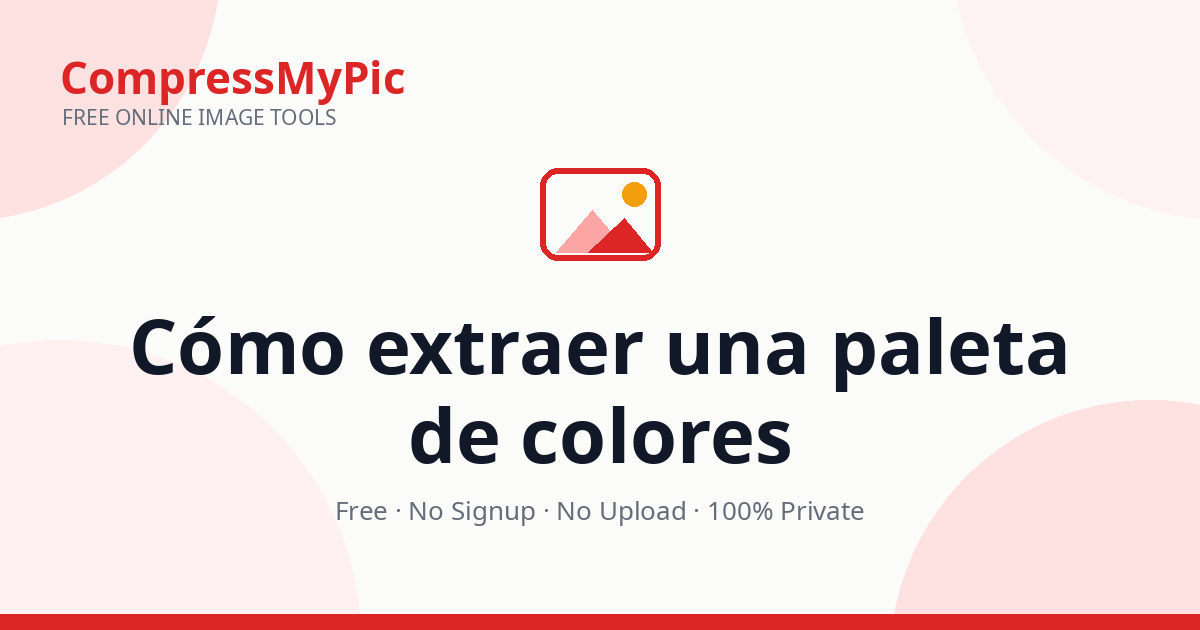 CompressMyPic
FREE ONLINE IMAGE TOOLS
Cómo extraer una paleta
de colores
Free · No Signup · No Upload · 100% Private